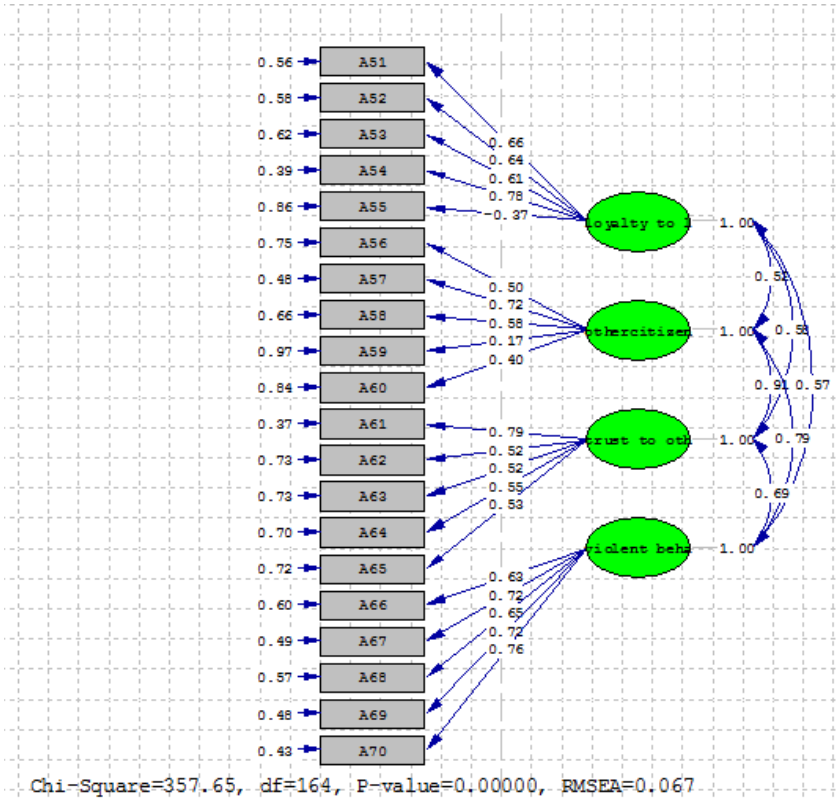 0.56 A51
0.58 A52
0.62 A53
0.39 A54
0.86 A55
0.75 A56
0.48 A57
0.66 A58
0.97 A59
0.84 A60
0.37 A61
0.73 A62
0.73 A63
0.70 A64
0.72 A65
0.60 A66
0.49 A67
0.57 A68
0.48 A69
0.43 A70
0.66
0.64
0.61
0.78
-0.37
0.50
0.72
0.58
0.17
0.40
0.79
0.52
0.52
0.55
0.53
0.63
0.72
0.65
0.72
0.76
loyalty to l 1.00
othercitizen 1.00
trust to oth 1.00
violent beha 1.00
0.52
0.91 0.57
0.79
0.69
Chi-Square=357.65, df=164, P-value=0.00000, RMSEA=0.067